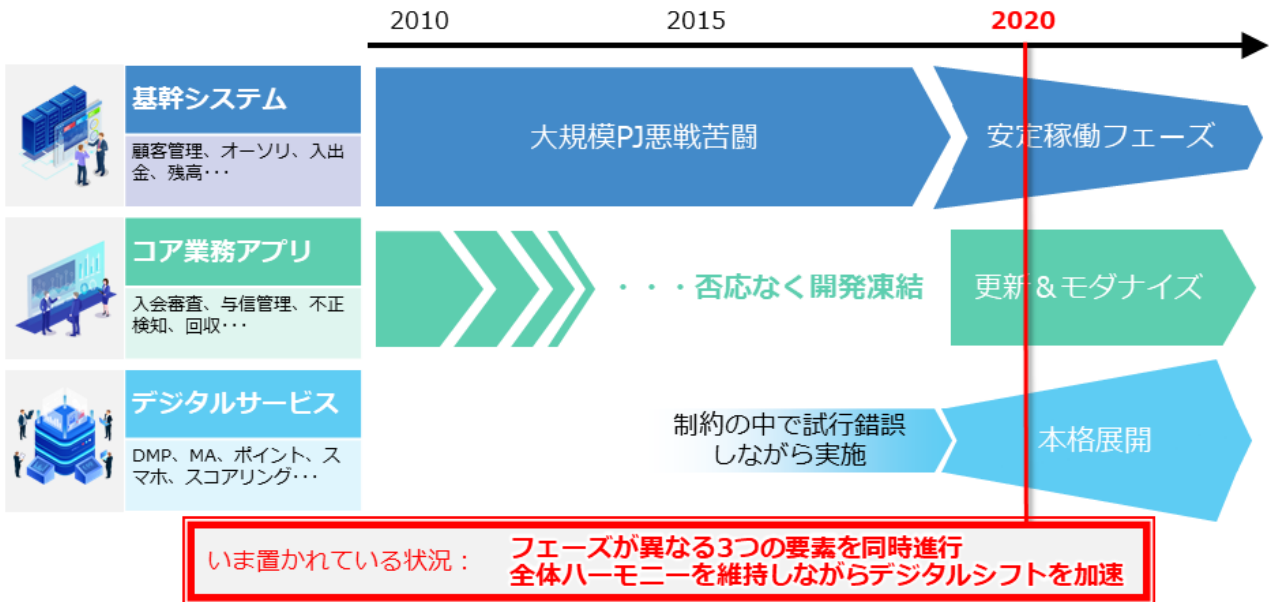 2010
2015
2020
基幹システム
顧客管理、オーソリ、入出
金、残高･･･
大規模PJ悪戦苦闘
安定稼働フェーズ
コア業務アプリ
入会審査、与信管理、不正
検知、回収･･･
・・・否応なく開発凍結
更新＆モダナイズ
デジタルサービス
DMP、MA、ポイント、ス
マホ、スコアリング･･･
制約の中で試行錯誤
しながら実施
本格展開
いま置かれている状況：
フェーズが異なる3つの要素を同時進行
全体ハーモニーを維持しながらデジタルシフトを加速